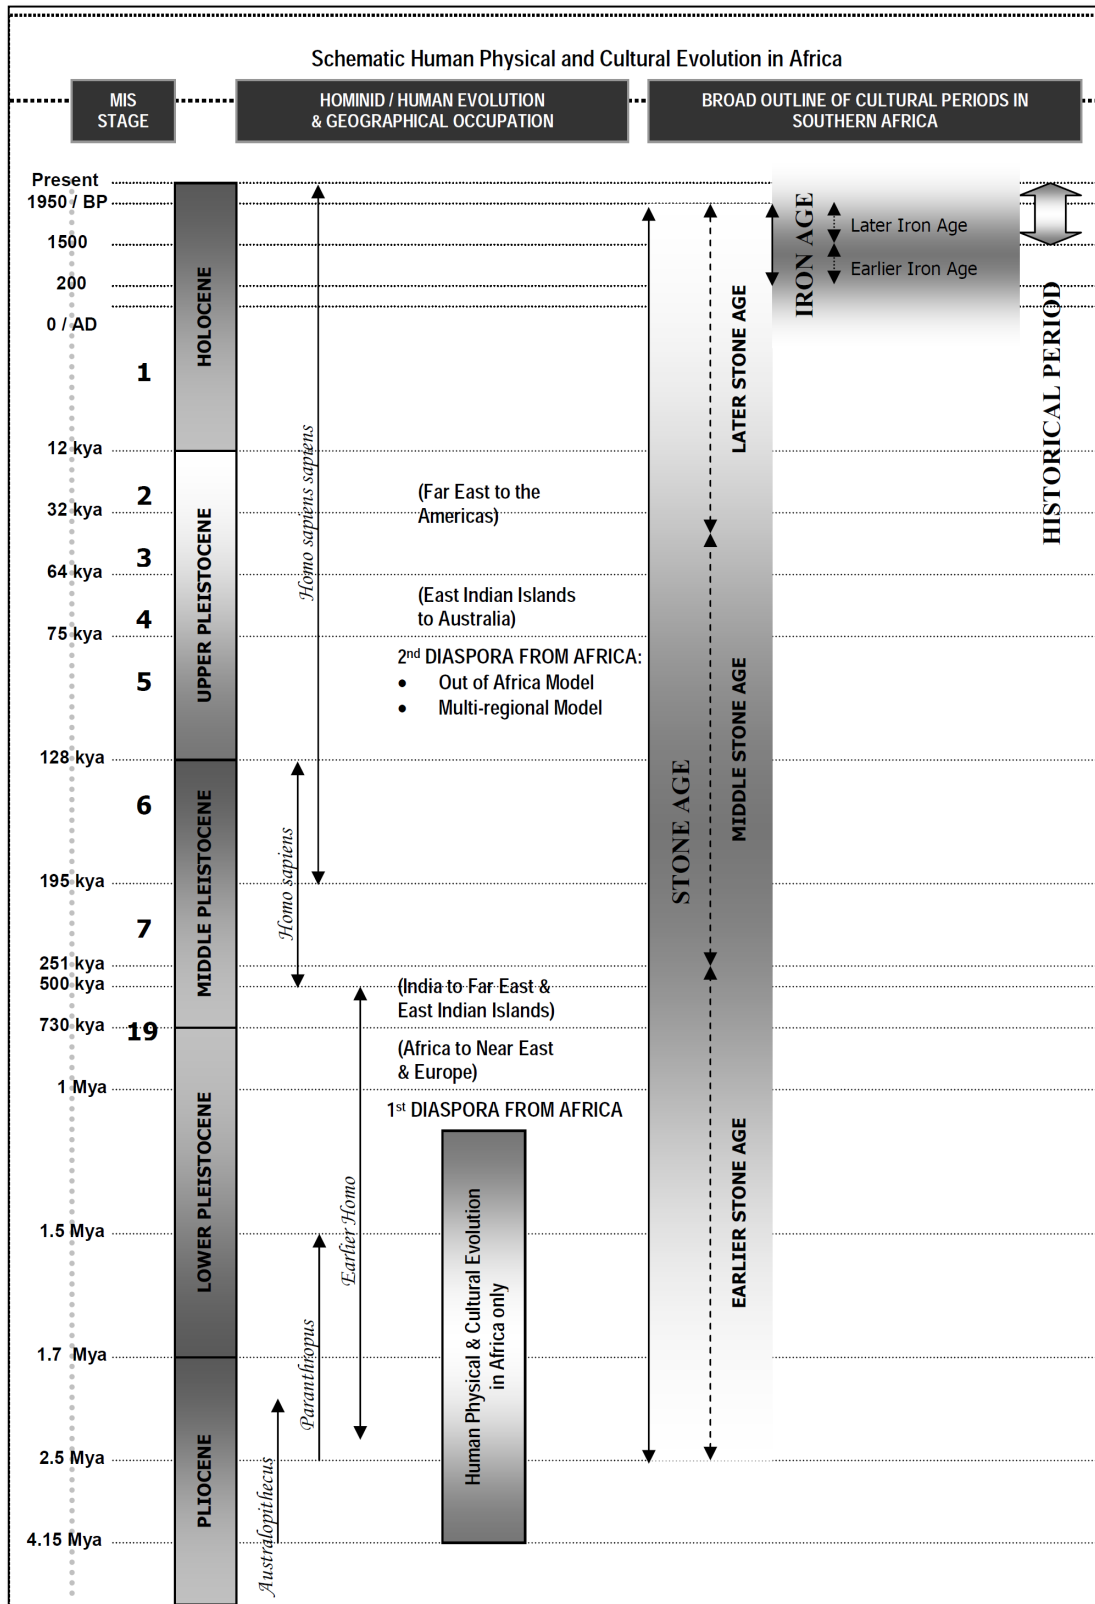 Schematic Human Physical and Cultural Evolution in Africa
MIS
STAGE
HOMINID / HUMAN EVOLUTION
& GEOGRAPHICAL OCCUPATION
BROAD OUTLINE OF CULTURAL PERIODS IN
SOUTHERN AFRICA
Present
1950 / BP
1500
200
0 / AD
12 kya
32 kya
64 kya
75 kya
128 kya
195 kya
251 kya
500 kya
730 kya
1 Mya
1.5 Mya
1.7 Mya
2.5 Mya
4.15 Mya
1
2
3
4
5
6
7
19
HOLOCENE
UPPER PLEISTOCENE
MIDDLE PLEISTOCENE
LOWER PLEISTOCENE
PLIOCENE
Homo sapiens sapiens
Homo sapiens
Earlier Homo
Paranthropus
Australopithecus
(Far East to the
Americas)
(East Indian Islands
to Australia)
2nd DIASPORA FROM AFRICA:
• Out of Africa Model
• Multi-regional Model
(India to Far East &
East Indian Islands)
(Africa to Near East
& Europe)
1st DIASPORA FROM AFRICA
Human Physical & Cultural Evolution
in Africa only
STONE AGE
LATER STONE AGE
MIDDLE STONE AGE
EARLIER STONE AGE
IRON AGE
Later Iron Age
Earlier Iron Age
HISTORICAL PERIOD